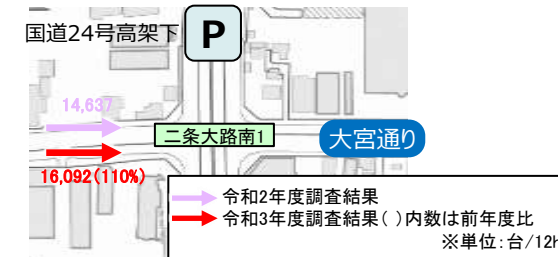 国道24号高架下
P
14,637
二条大路南1
大宮通り
16,092(110%)
令和2年度調査結果
令和3年度調査結果( )内数は前年度比
※単位:台/12h